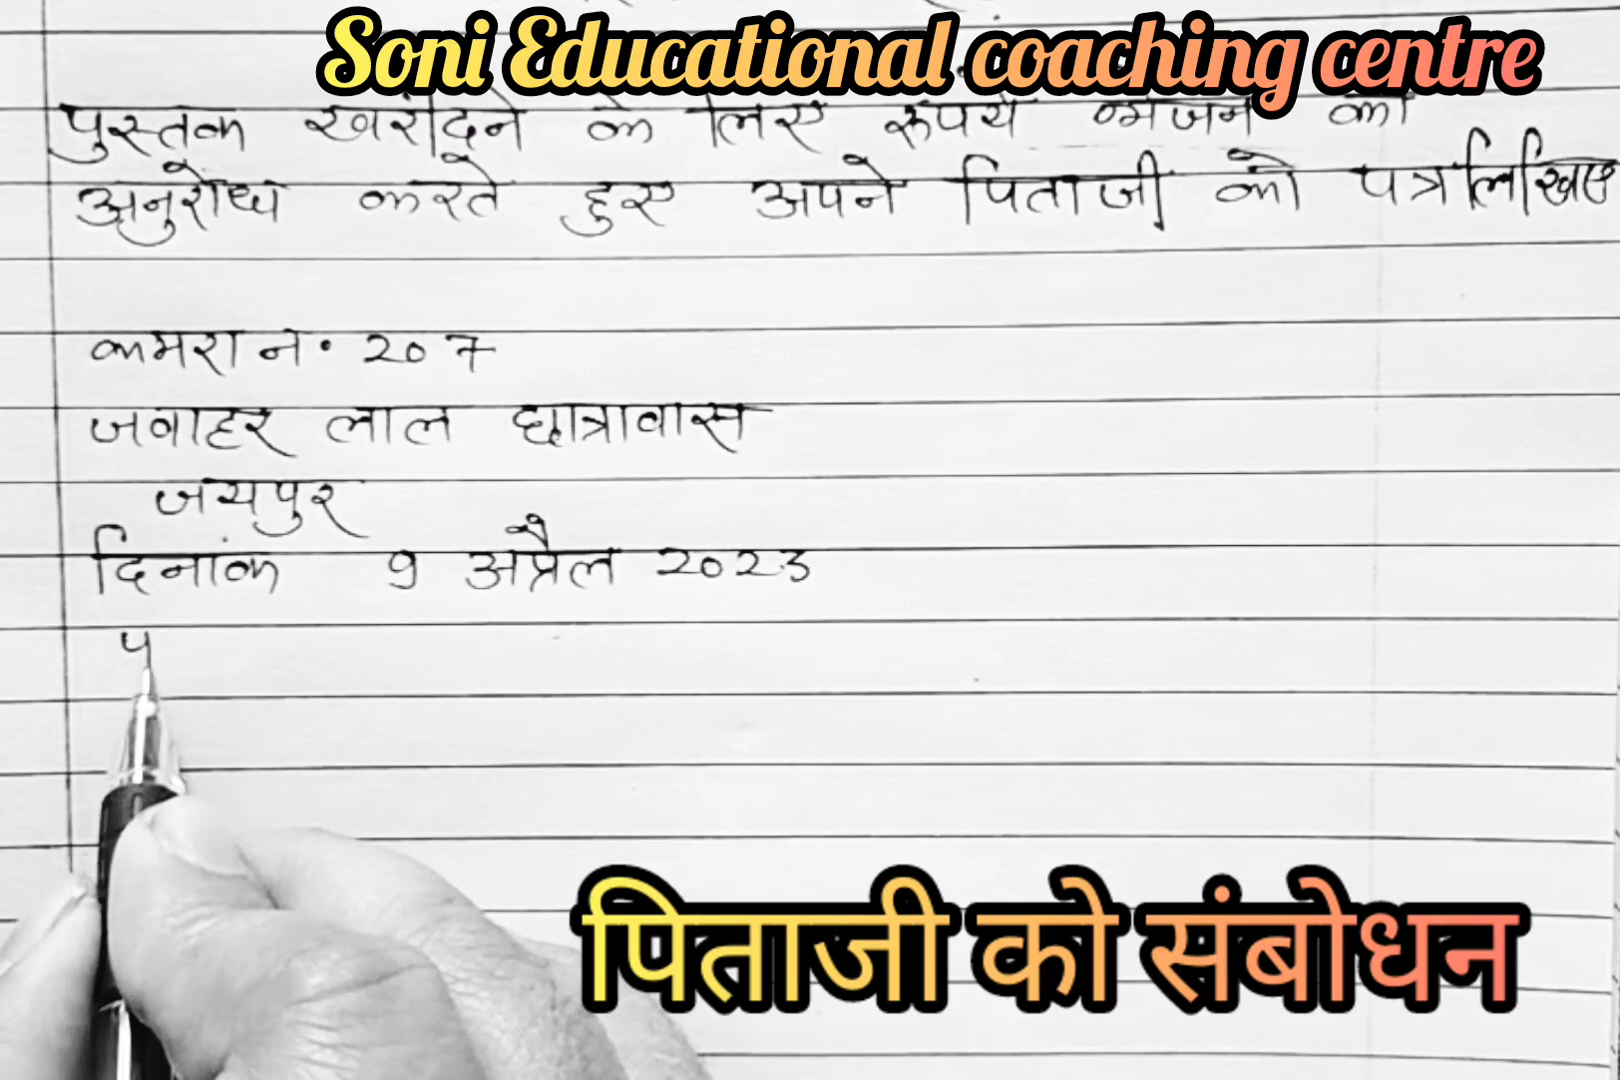 Soni Educational coaching centre
पुस्तक खरीदने के लिए रुपये भेजने का
अनुरोध करते हुए अपने पिताजी को पत्र लिखिए
कमरा नं. 207
जवाहर लाल छात्रावास
जयपुर
दिनांक 9 अप्रैल 2023
प
पिताजी को संबोधन